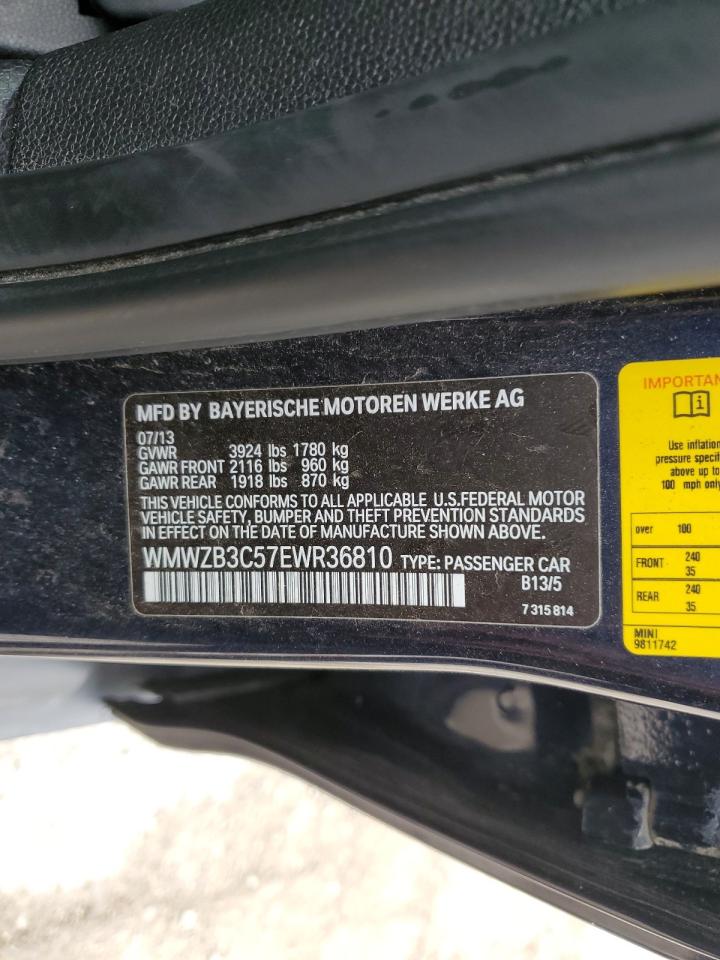 MFD BY BAYERISCHE MOTOREN WERKE AG
07/13
GVWR 3924 lbs 1780 kg
GAWR FRONT 2116 lbs 960 kg
GAWR REAR 1918 lbs 870 kg
THIS VEHICLE CONFORMS TO ALL APPLICABLE U.S.FEDERAL MOTOR
VEHICLE SAFETY, BUMPER AND THEFT PREVENTION STANDARDS
IN EFFECT ON THE DATE OF MANUFACTURE SHOWN ABOVE.
WMWZB3C57EWR36810 TYPE: PASSENGER CAR
B13/5
7 315 814
IMPORTAN
i
Use inflation
pressure specif
above up to
100 mph only
over 100
FRONT 240
35
REAR 240
35
MINI
9811742